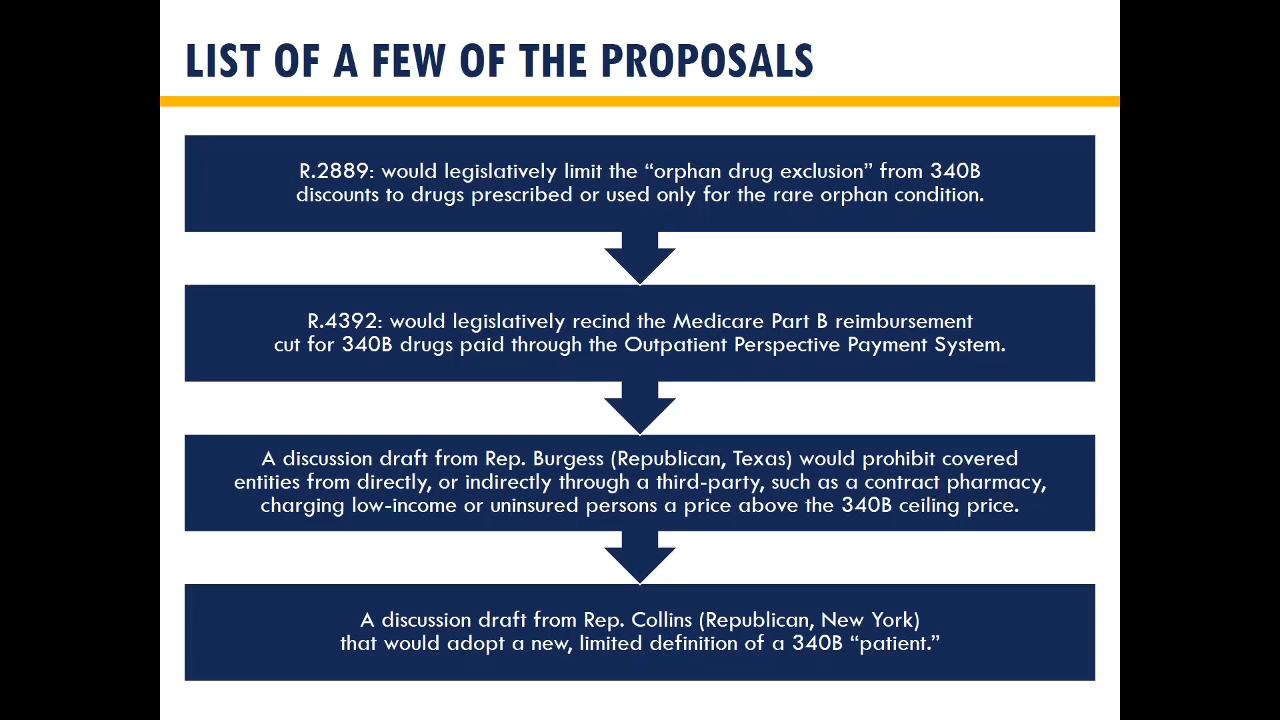 LIST OF A FEW OF THE PROPOSALS
R.2889: would legislatively limit the “orphan drug exclusion” from 340B
discounts to drugs prescribed or used only for the rare orphan condition.
R.4392: would legislatively recind the Medicare Part B reimbursement
cut for 340B drugs paid through the Outpatient Perspective Payment System.
A discussion draft from Rep. Burgess (Republican, Texas) would prohibit covered
entities from directly, or indirectly through a third-party, such as a contract pharmacy,
charging low-income or uninsured persons a price above the 340B ceiling price.
A discussion draft from Rep. Collins (Republican, New York)
that would adopt a new, limited definition of a 340B “patient.”